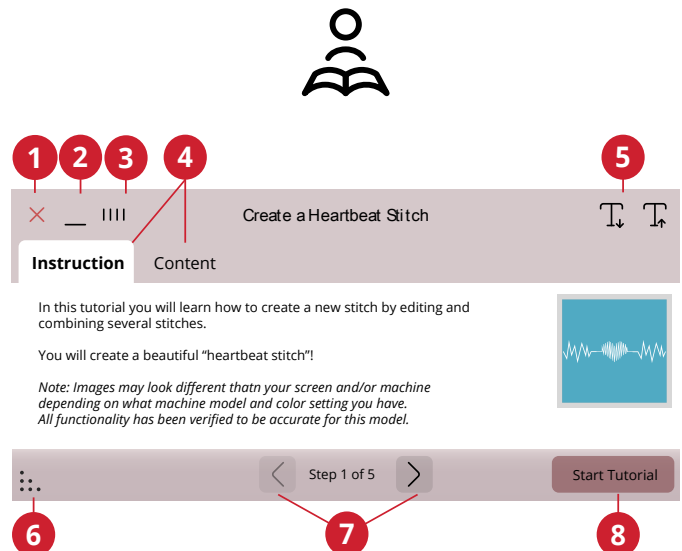 1 2 3 4 5
Create a Heartbeat Stitch
Instruction Content
In this tutorial you will learn how to create a new stitch by editing and
combining several stitches.
You will create a beautiful “heartbeat stitch”!
Note: Images may look different thatn your screen and/or machine
depending on what machine model and color setting you have.
All functionality has been verified to be accurate for this model.
Step 1 of 5 Start Tutorial
6 7 8